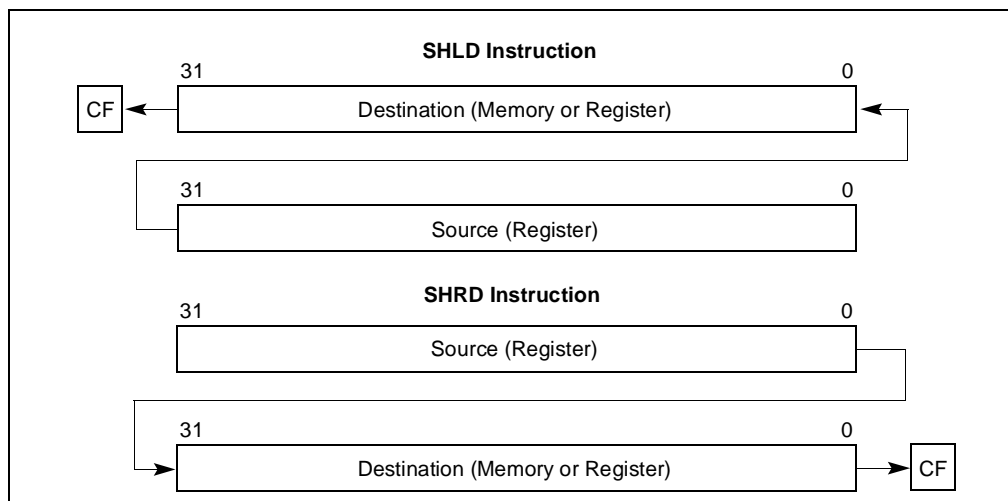 SHLD Instruction
31 0
CF Destination (Memory or Register)
31 0
Source (Register)
SHRD Instruction
31 0
Source (Register)
31 0
Destination (Memory or Register) CF